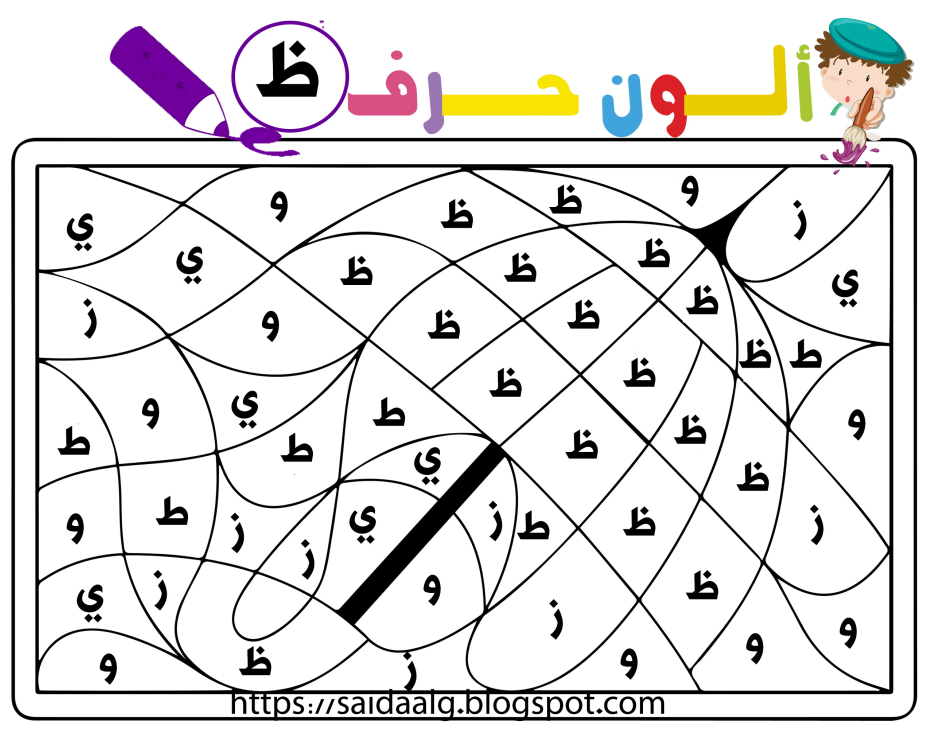 ألون حرف ظ
و ظ ظ و ز
ي ي ظ ظ ظ ي
ز و ظ ظ ظ
ظ ط
و ي ط ظ ظ و
ط ط ي ظ ظ
ظ
و ط ز ي ز ط ظ ز
ي ز ز و ظ
ز و و
و ظ ز و
https://saidaalg.blogspot.com